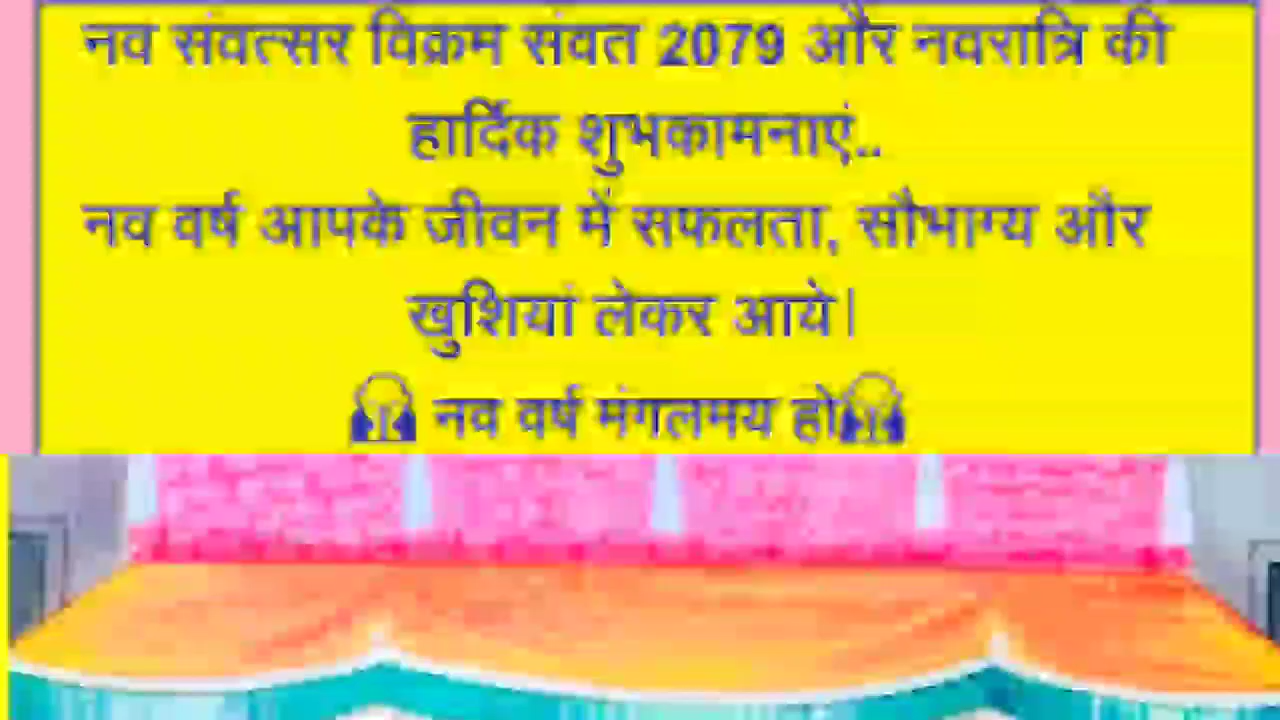 नव संवत्सर विक्रम संवत 2079 और नवरात्रि की
हार्दिक शुभकामनाएं..
नव वर्ष आपके जीवन में सफलता, सौभाग्य और
खुशियां लेकर आये।
नव वर्ष मंगलमय हो